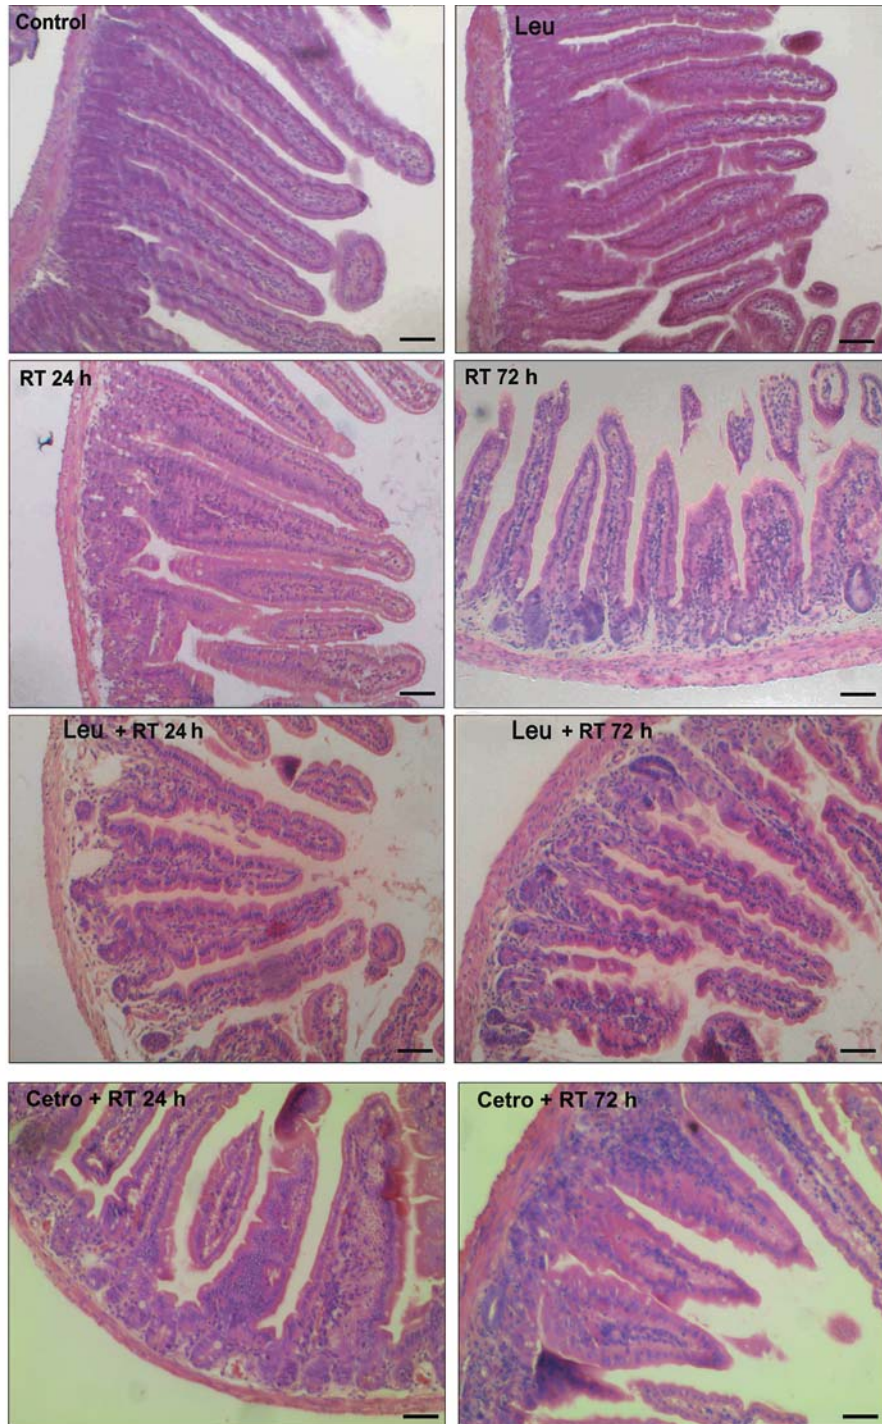 Control
Leu
RT 24 h
RT 72 h
Leu + RT 24 h
Leu + RT 72 h
Cetro + RT 24 h
Cetro + RT 72 h